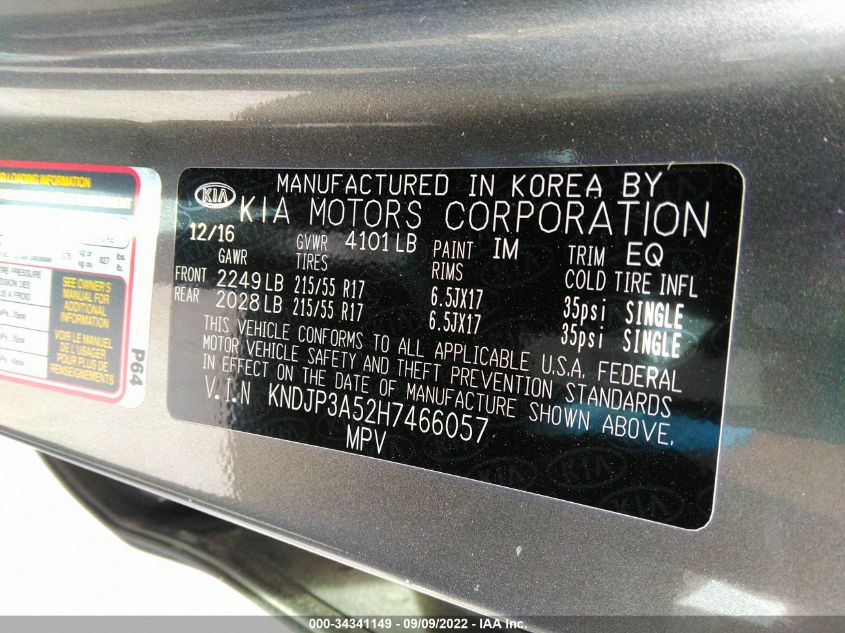 D LOADING INFORMATION
SEE OWNER'S
MANUAL FOR
ADDITIONAL
INFORMATION
VOIR LE MANUEL
DE L'USAGER
POUR PLUS DE
RENSEIGNEMENTS
P64
KIA
MANUFACTURED IN KOREA BY
KIA MOTORS CORPORATION
12/16 GVWR 4101 LB PAINT IM TRIM EQ
GAWR TIRES RIMS COLD TIRE INFL
FRONT 2249 LB 215/55 R17 6.5JX17 35psi SINGLE
REAR 2028 LB 215/55 R17 6.5JX17 35psi SINGLE
THIS VEHICLE CONFORMS TO ALL APPLICABLE U.S.A. FEDERAL
MOTOR VEHICLE SAFETY AND THEFT PREVENTION STANDARDS
IN EFFECT ON THE DATE OF MANUFACTURE SHOWN ABOVE.
V.I.N KNDJP3A52H7466057
MPV
000-34341149 - 09/09/2022 - IAA Inc.